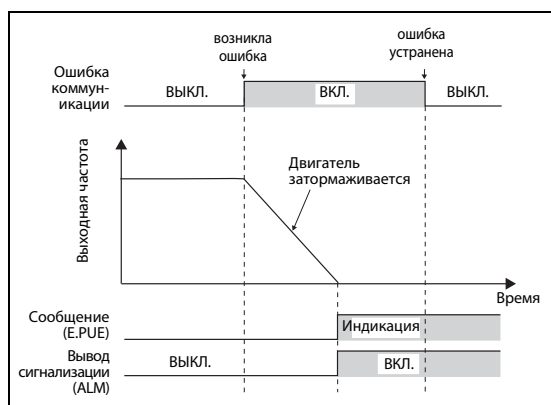 возникла
ошибка
ошибка
устранена
Ошибка
коммун-
икации
ВЫКЛ.
ВКЛ.
ВЫКЛ.
Выходная частота
Двигатель
затормаживается
Время
Сообщение
(E.PUE)
Индикация
Вывод
сигнализации
(ALM)
ВЫКЛ.
ВКЛ.